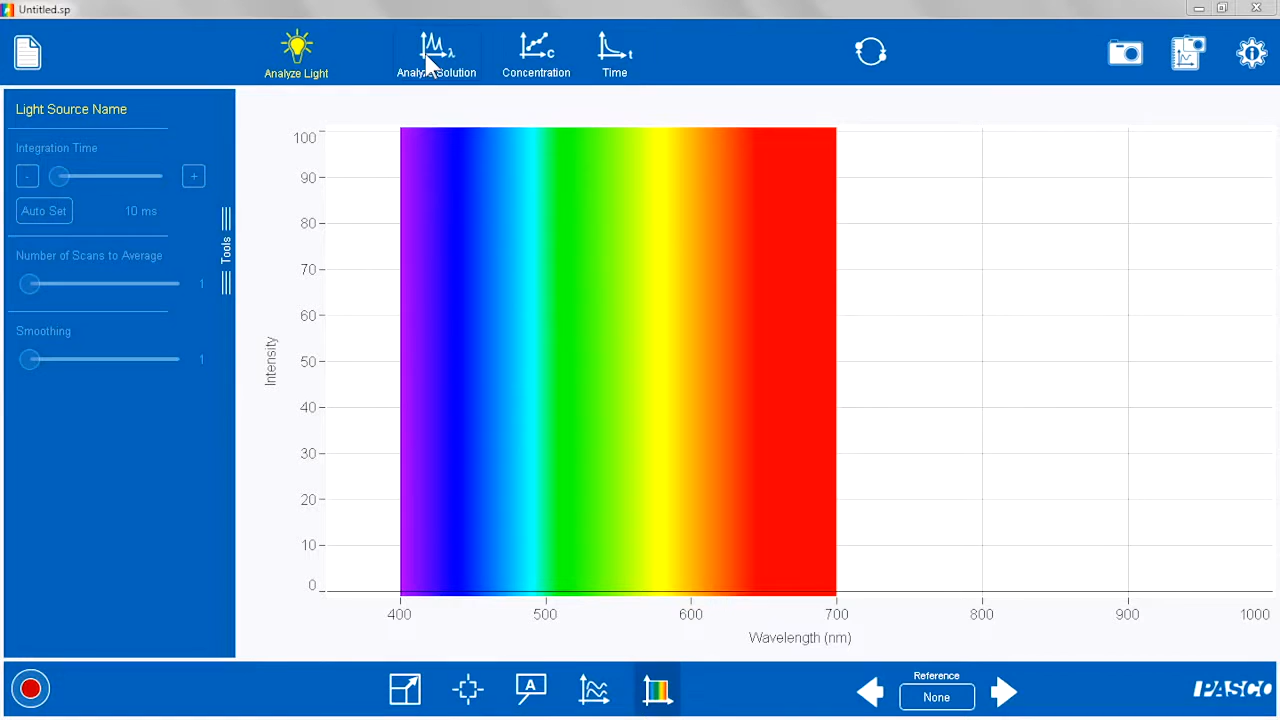 Untitled.sp
Analyze Light
Analyze Solution
Concentration
Time
λ
c
t
Light Source Name
Integration Time
-
+
Auto Set
10 ms
Number of Scans to Average
1
Smoothing
1
Tools
Intensity
100
90
80
70
60
50
40
30
20
10
0
400 500 600 700 800 900 1000
Wavelength (nm)
A
Reference
None
PASCO